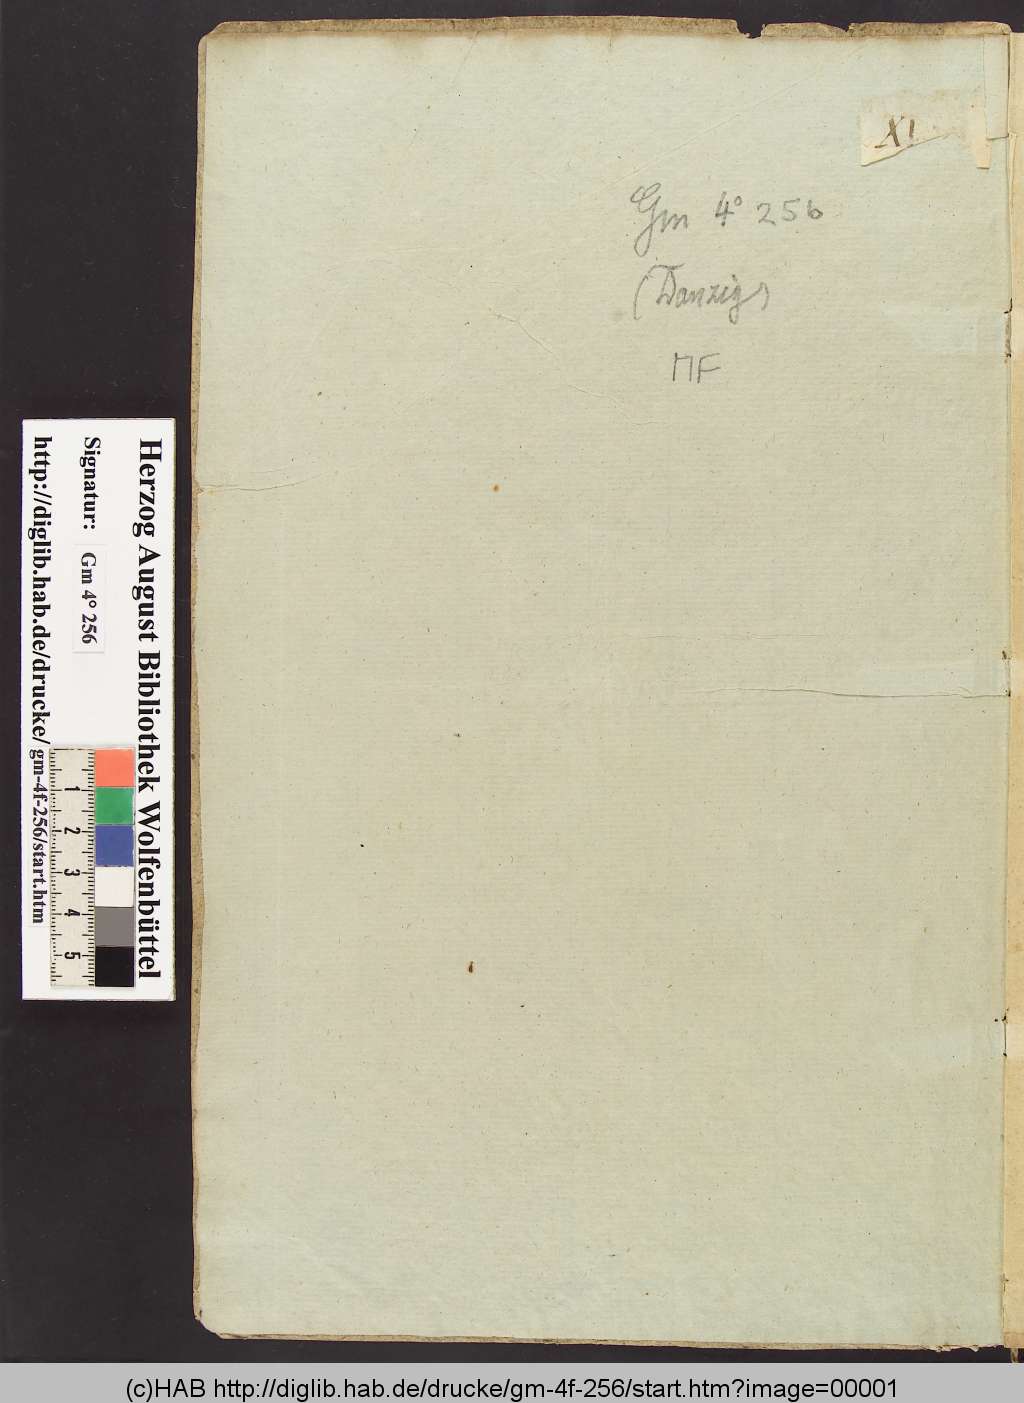 XI
Gm 4° 256
(Danzig)
MF
Herzog August Bibliothek Wolfenbüttel
Signatur: Gm 4° 256
http://diglib.hab.de/drucke/gm-4f-256/start.htm
1 2 3 4 5
(c)HAB http://diglib.hab.de/drucke/gm-4f-256/start.htm?image=00001